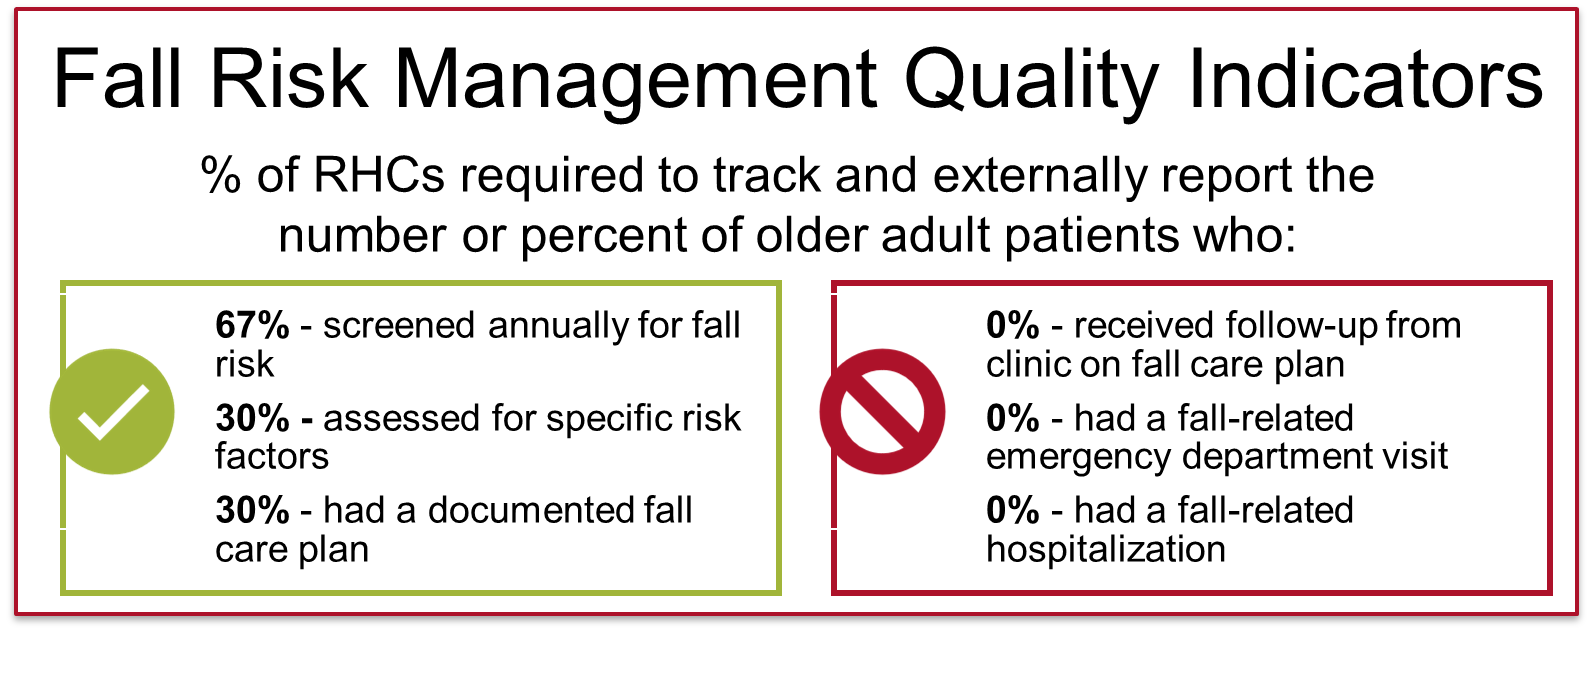 Fall Risk Management Quality Indicators
% of RHCs required to track and externally report the
number or percent of older adult patients who:
67% - screened annually for fall
risk
30% - assessed for specific risk
factors
30% - had a documented fall
care plan
0% - received follow-up from
clinic on fall care plan
0% - had a fall-related
emergency department visit
0% - had a fall-related
hospitalization